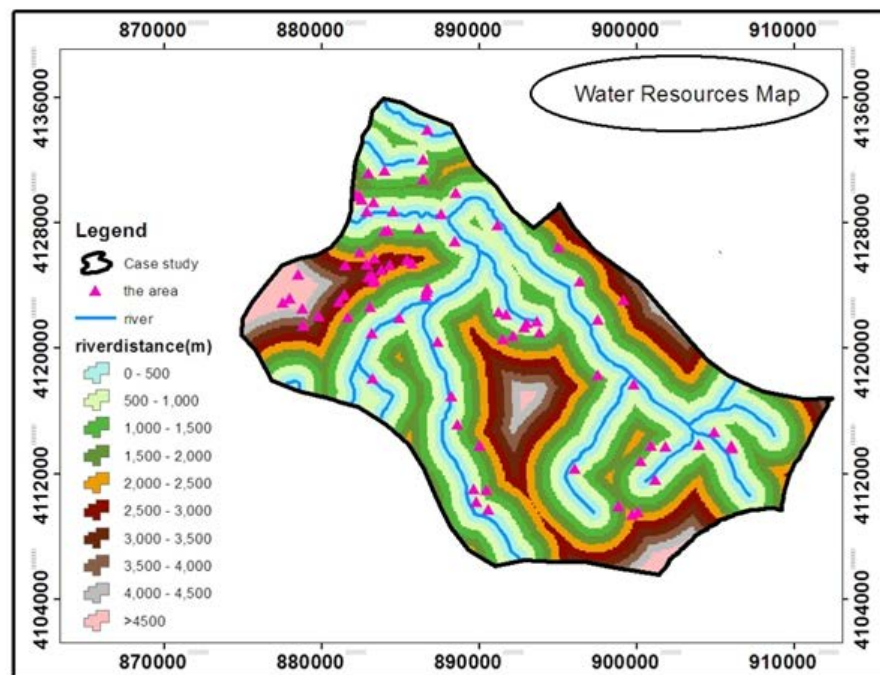 870000 880000 890000 900000 910000
Water Resources Map
4136000 4136000
4128000 4128000
4120000 4120000
4112000 4112000
4104000 4104000
Legend
Case study
the area
river
riverdistance(m)
0 - 500
500 - 1,000
1,000 - 1,500
1,500 - 2,000
2,000 - 2,500
2,500 - 3,000
3,000 - 3,500
3,500 - 4,000
4,000 - 4,500
>4500
870000 880000 890000 900000 910000